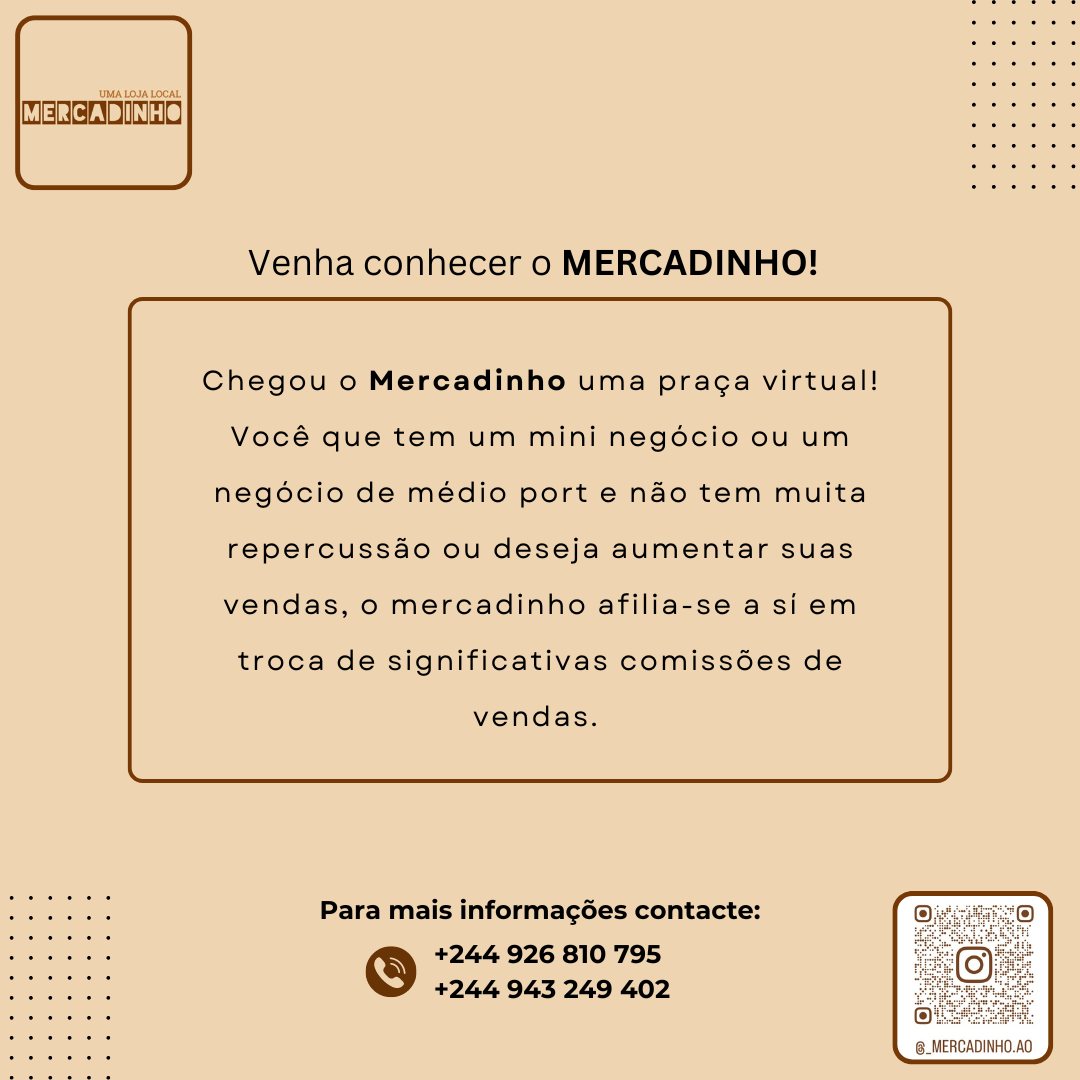 UMA LOJA LOCAL
MERCADINHO
Venha conhecer o MERCADINHO!
Chegou o Mercadinho uma praça virtual!
Você que tem um mini negócio ou um
negócio de médio port e não tem muita
repercussão ou deseja aumentar suas
vendas, o mercadinho afilia-se a sí em
troca de significativas comissões de
vendas.
Para mais informações contacte:
+244 926 810 795
+244 943 249 402
@_MERCADINHO.AO